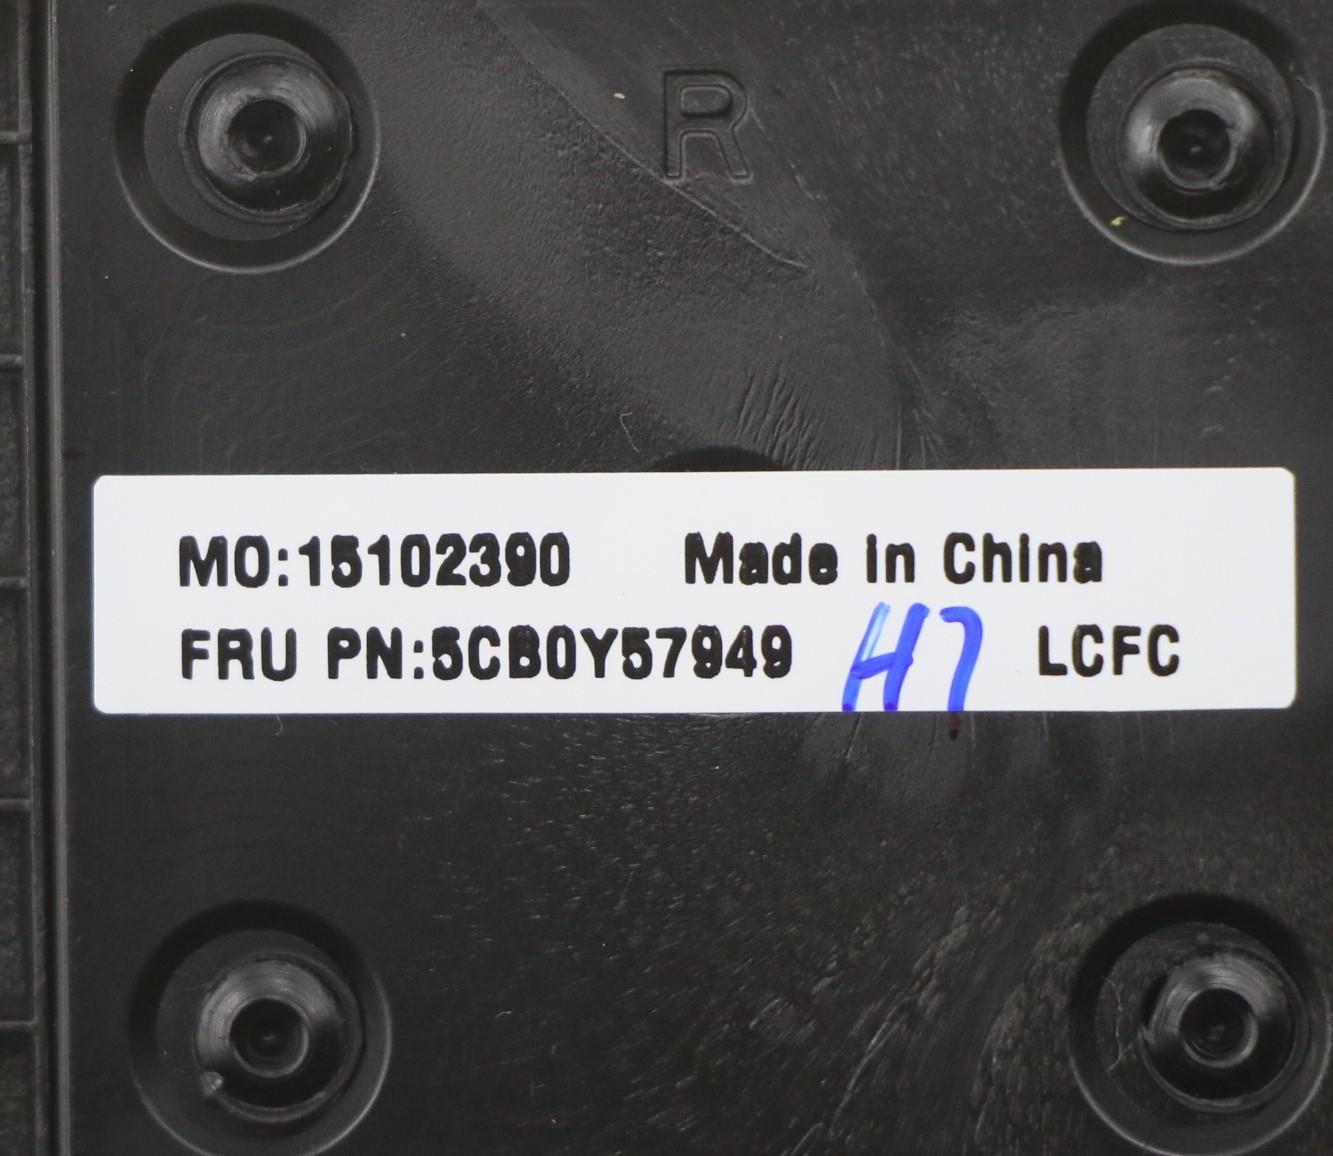 R
MO:15102390 Made in China
FRU PN:5CB0Y57949 H7 LCFC